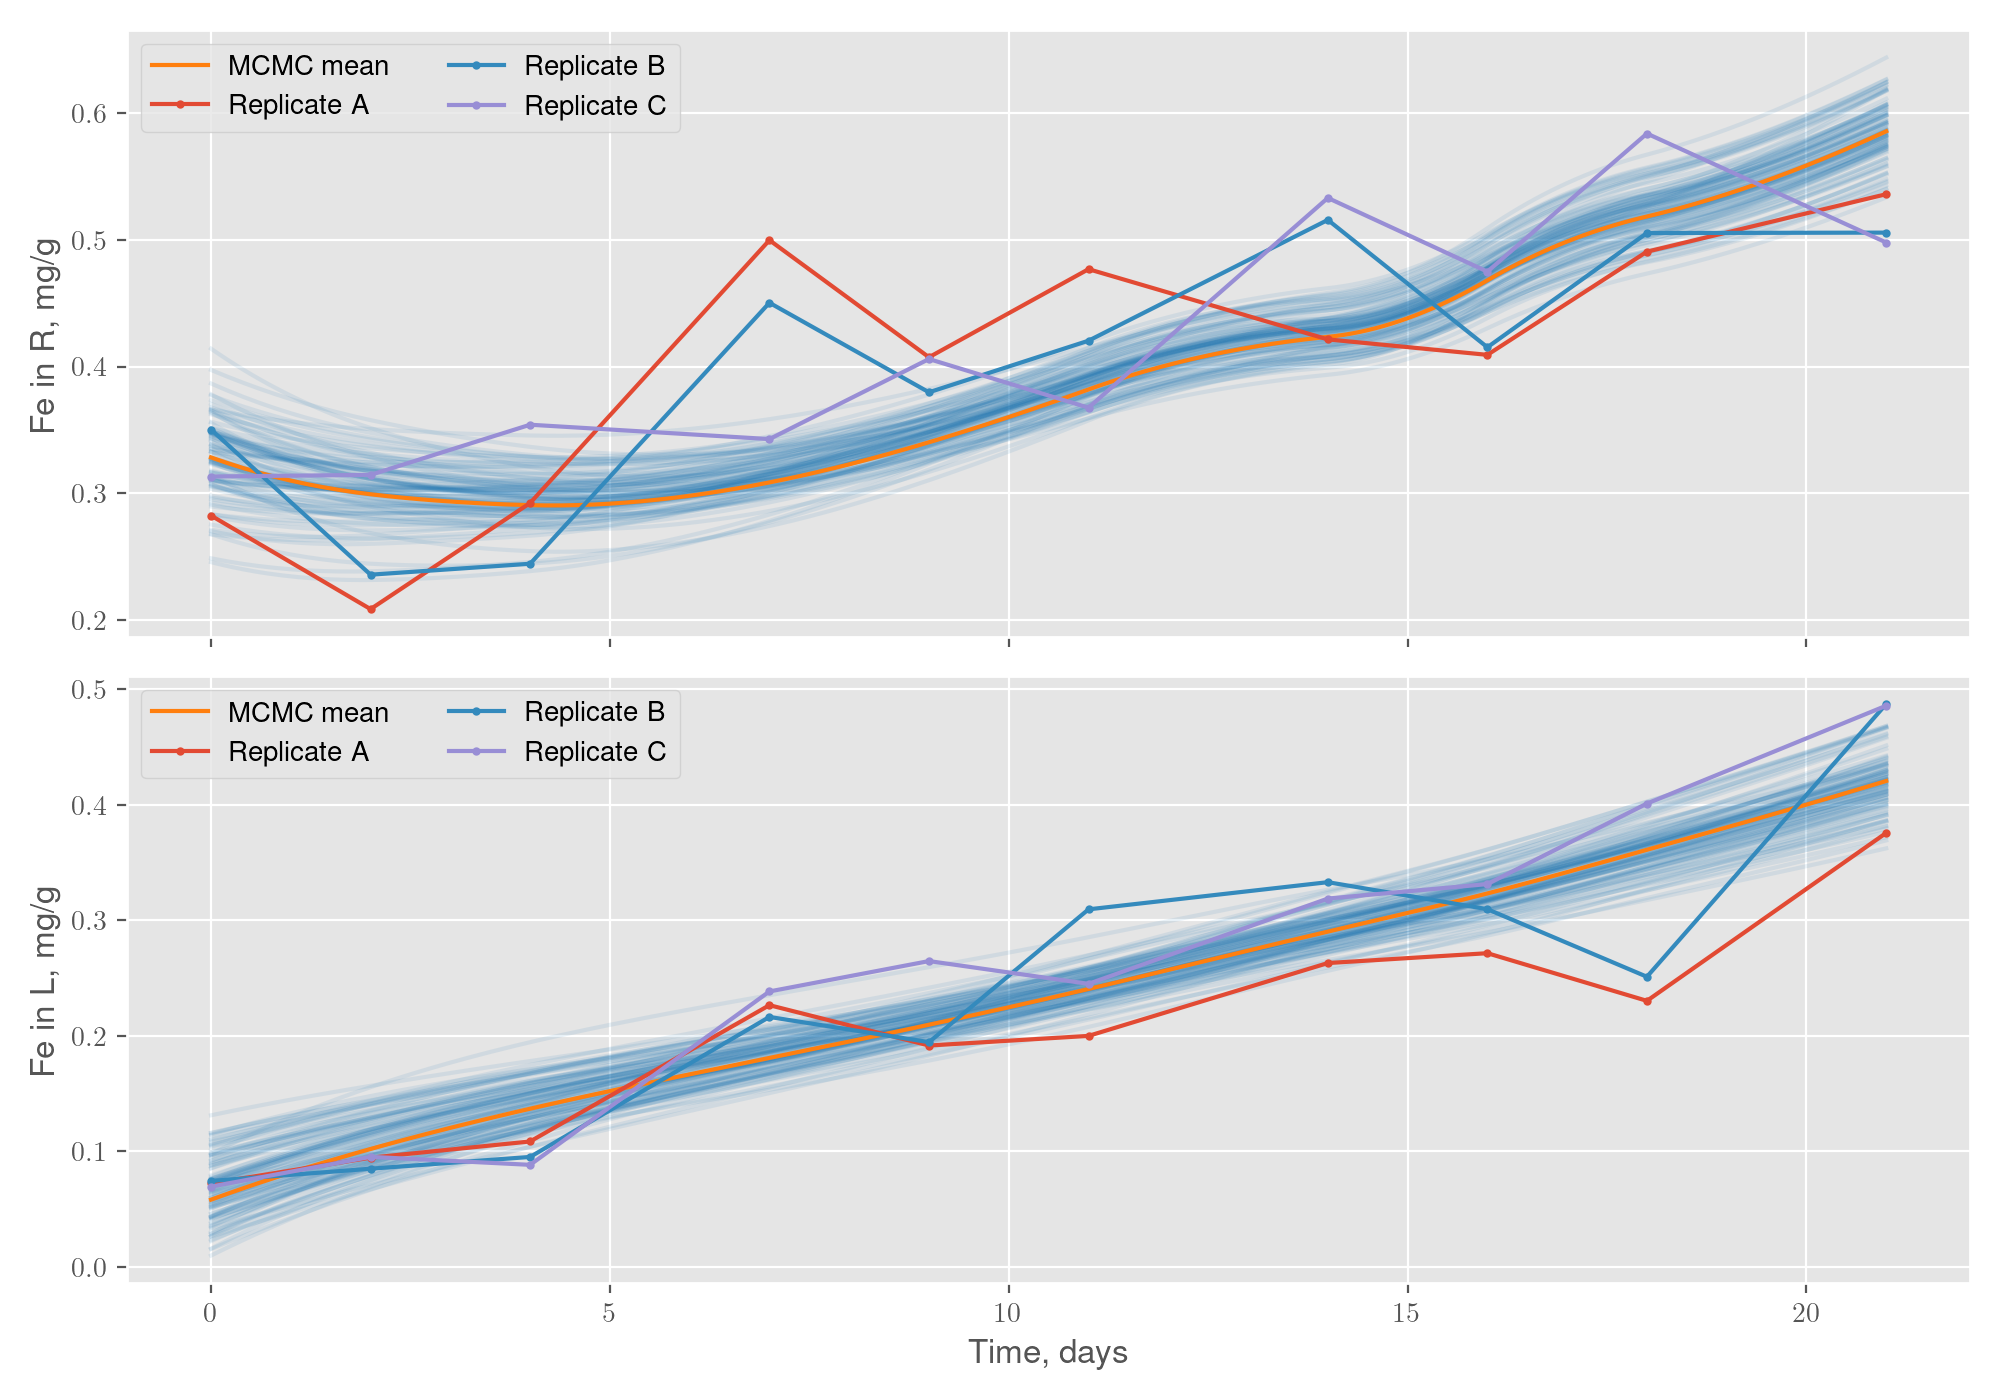 MCMC mean
Replicate A
Replicate B
Replicate C
0.6
0.5
0.4
0.3
0.2
Fe in R, mg/g
MCMC mean
Replicate A
Replicate B
Replicate C
0.5
0.4
0.3
0.2
0.1
0.0
Fe in L, mg/g
0 5 10 15 20
Time, days